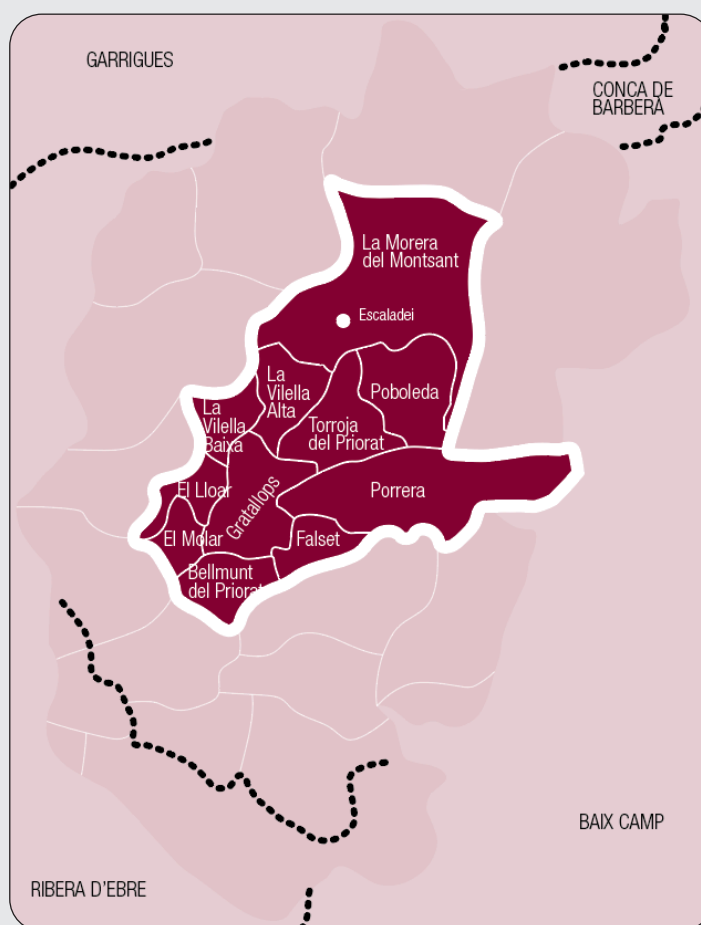 GARRIGUES
CONCA DE
BARBERÀ
La Morera
del Montsant
Escaladei
La
Vilella
Alta
Poboleda
La
Vilella
Baixa
Torroja
del Priorat
El Lloar
Gratallops
Porrera
El Molar
Falset
Bellmunt
del Priorat
BAIX CAMP
RIBERA D'EBRE